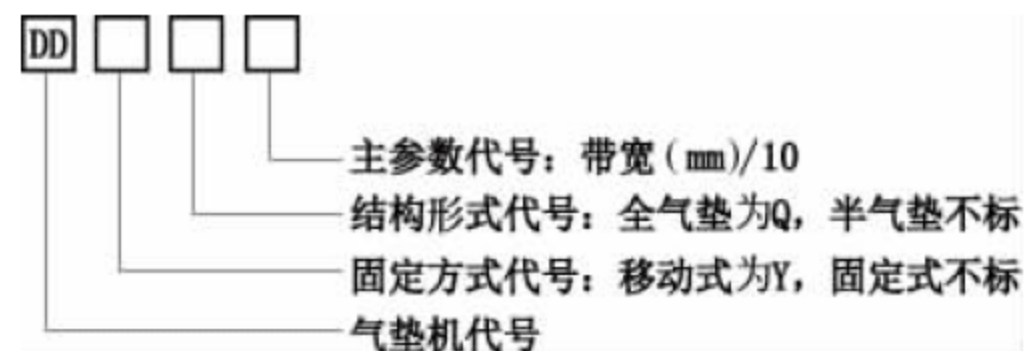 DD
主参数代号：带宽(mm)/10
结构形式代号：全气垫为Q，半气垫不标
固定方式代号：移动式为Y，固定式不标
气垫机代号